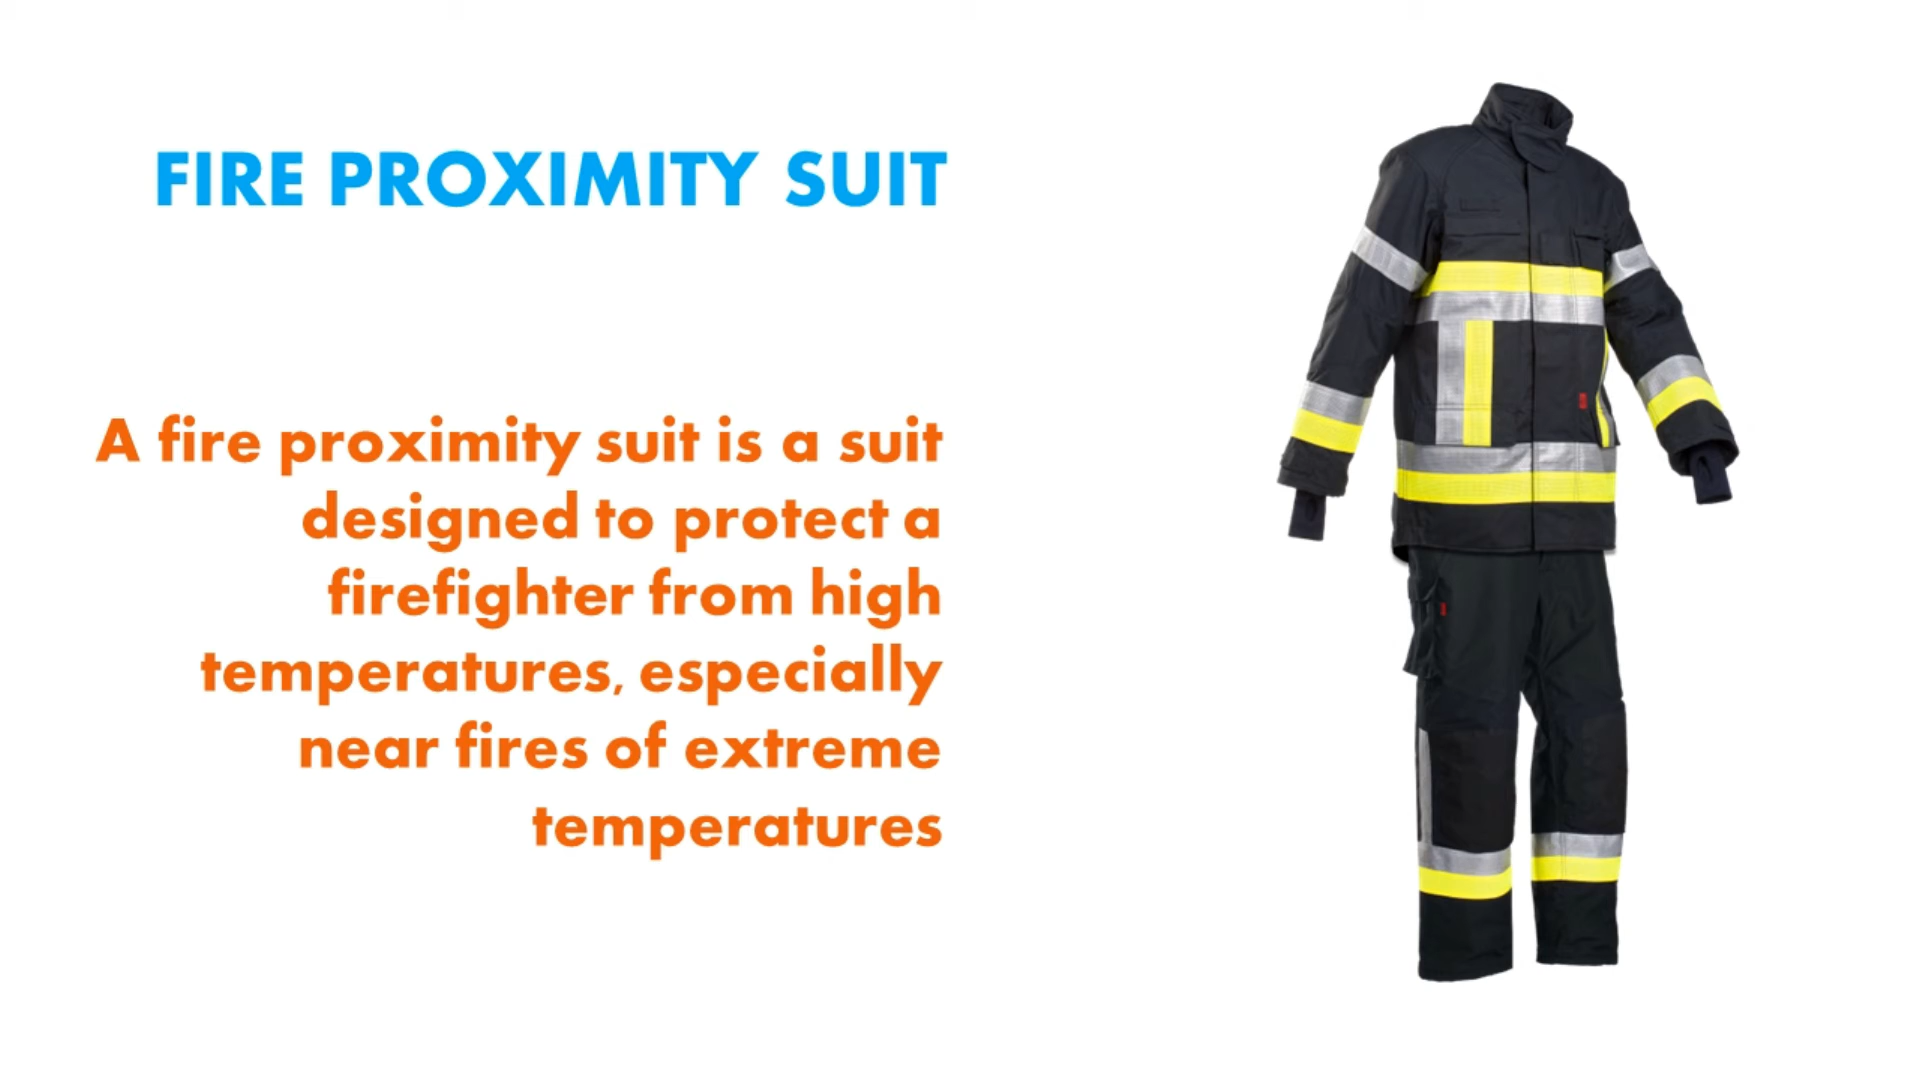 FIRE PROXIMITY SUIT
A fire proximity suit is a suit
designed to protect a
firefighter from high
temperatures, especially
near fires of extreme
temperatures